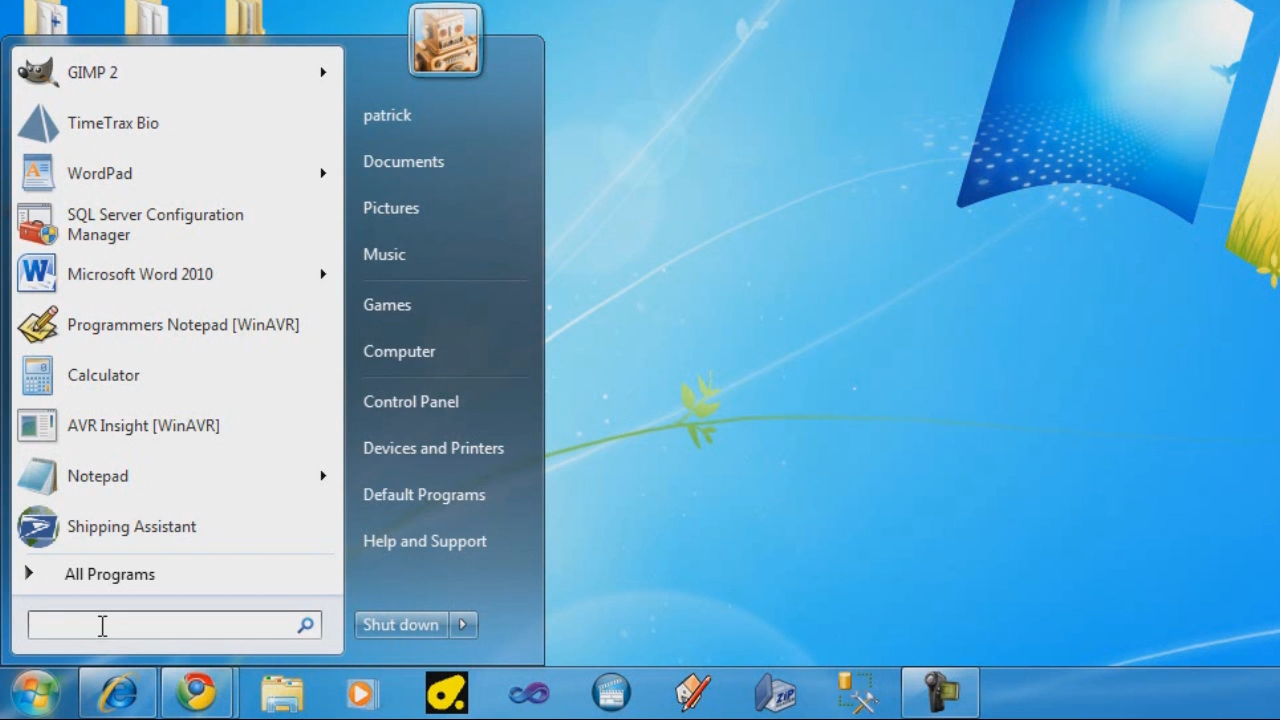 GIMP 2
TimeTrax Bio
WordPad
SQL Server Configuration
Manager
Microsoft Word 2010
Programmers Notepad [WinAVR]
Calculator
AVR Insight [WinAVR]
Notepad
Shipping Assistant
All Programs
patrick
Documents
Pictures
Music
Games
Computer
Control Panel
Devices and Printers
Default Programs
Help and Support
Shut down
ZIP